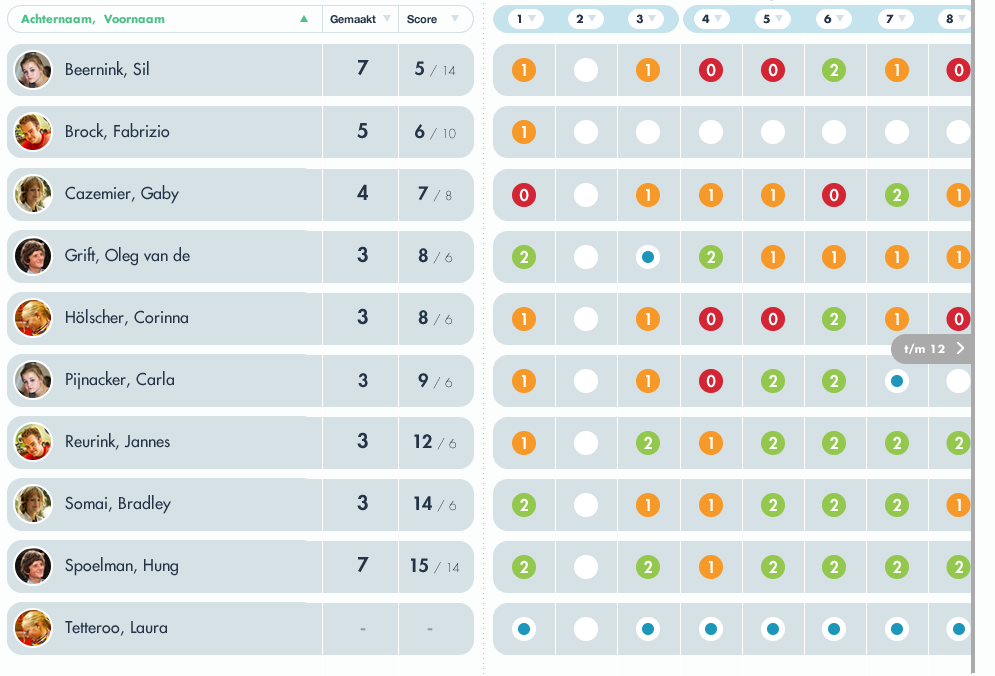 Achternaam, Voornaam Gemaakt Score 1 2 3 4 5 6 7 8
Beernink, Sil 7 5 / 14 1 1 0 0 2 1 0
Brock, Fabrizio 5 6 / 10 1
Cazemier, Gaby 4 7 / 8 0 1 1 1 0 2 1
Grift, Oleg van de 3 8 / 6 2 2 1 1 1 1
Hölscher, Corinna 3 8 / 6 1 1 0 0 2 1 0
t/m 12
Pijnacker, Carla 3 9 / 6 1 1 0 2 2
Reurink, Jannes 3 12 / 6 1 2 1 2 2 2 2
Somai, Bradley 3 14 / 6 2 1 1 2 2 2 1
Spoelman, Hung 7 15 / 14 2 2 1 2 2 2 2
Tetteroo, Laura - -